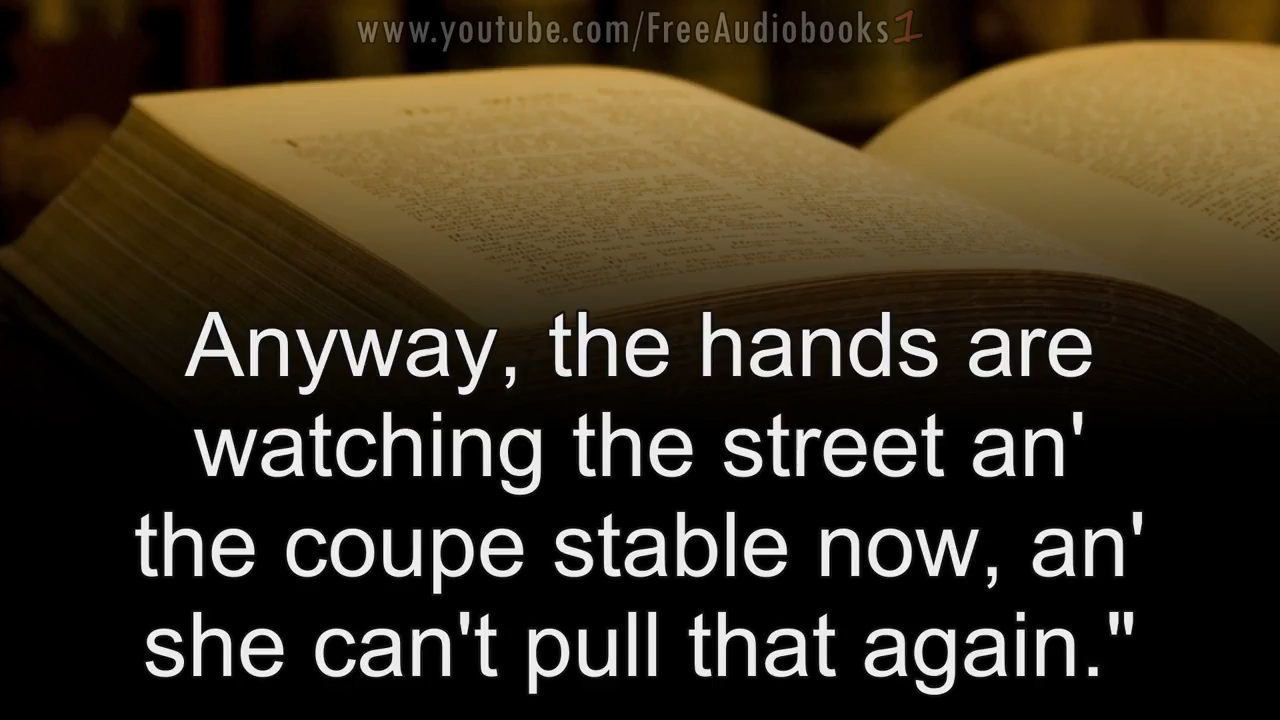 www.youtube.com/FreeAudiobooks1
Anyway, the hands are
watching the street an'
the coupe stable now, an'
she can't pull that again."